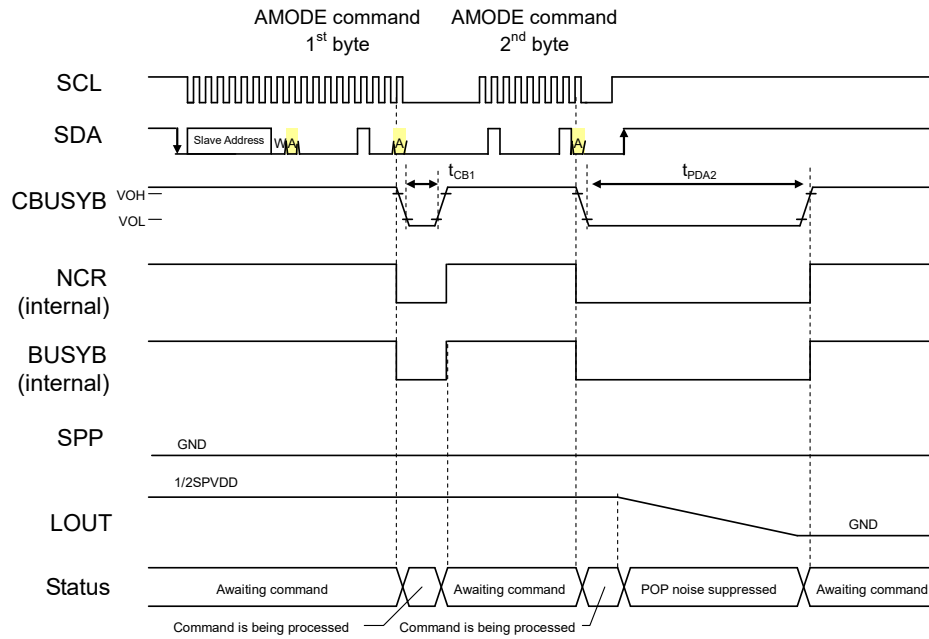 AMODE command
1st byte
AMODE command
2nd byte
SCL
SDA
Slave Address
W
A
A
A
tCB1
tPDA2
CBUSYB
VOH
VOL
NCR
(internal)
BUSYB
(internal)
SPP
GND
1/2SPVDD
LOUT
GND
Status
Awaiting command
Awaiting command
POP noise suppressed
Awaiting command
Command is being processed
Command is being processed